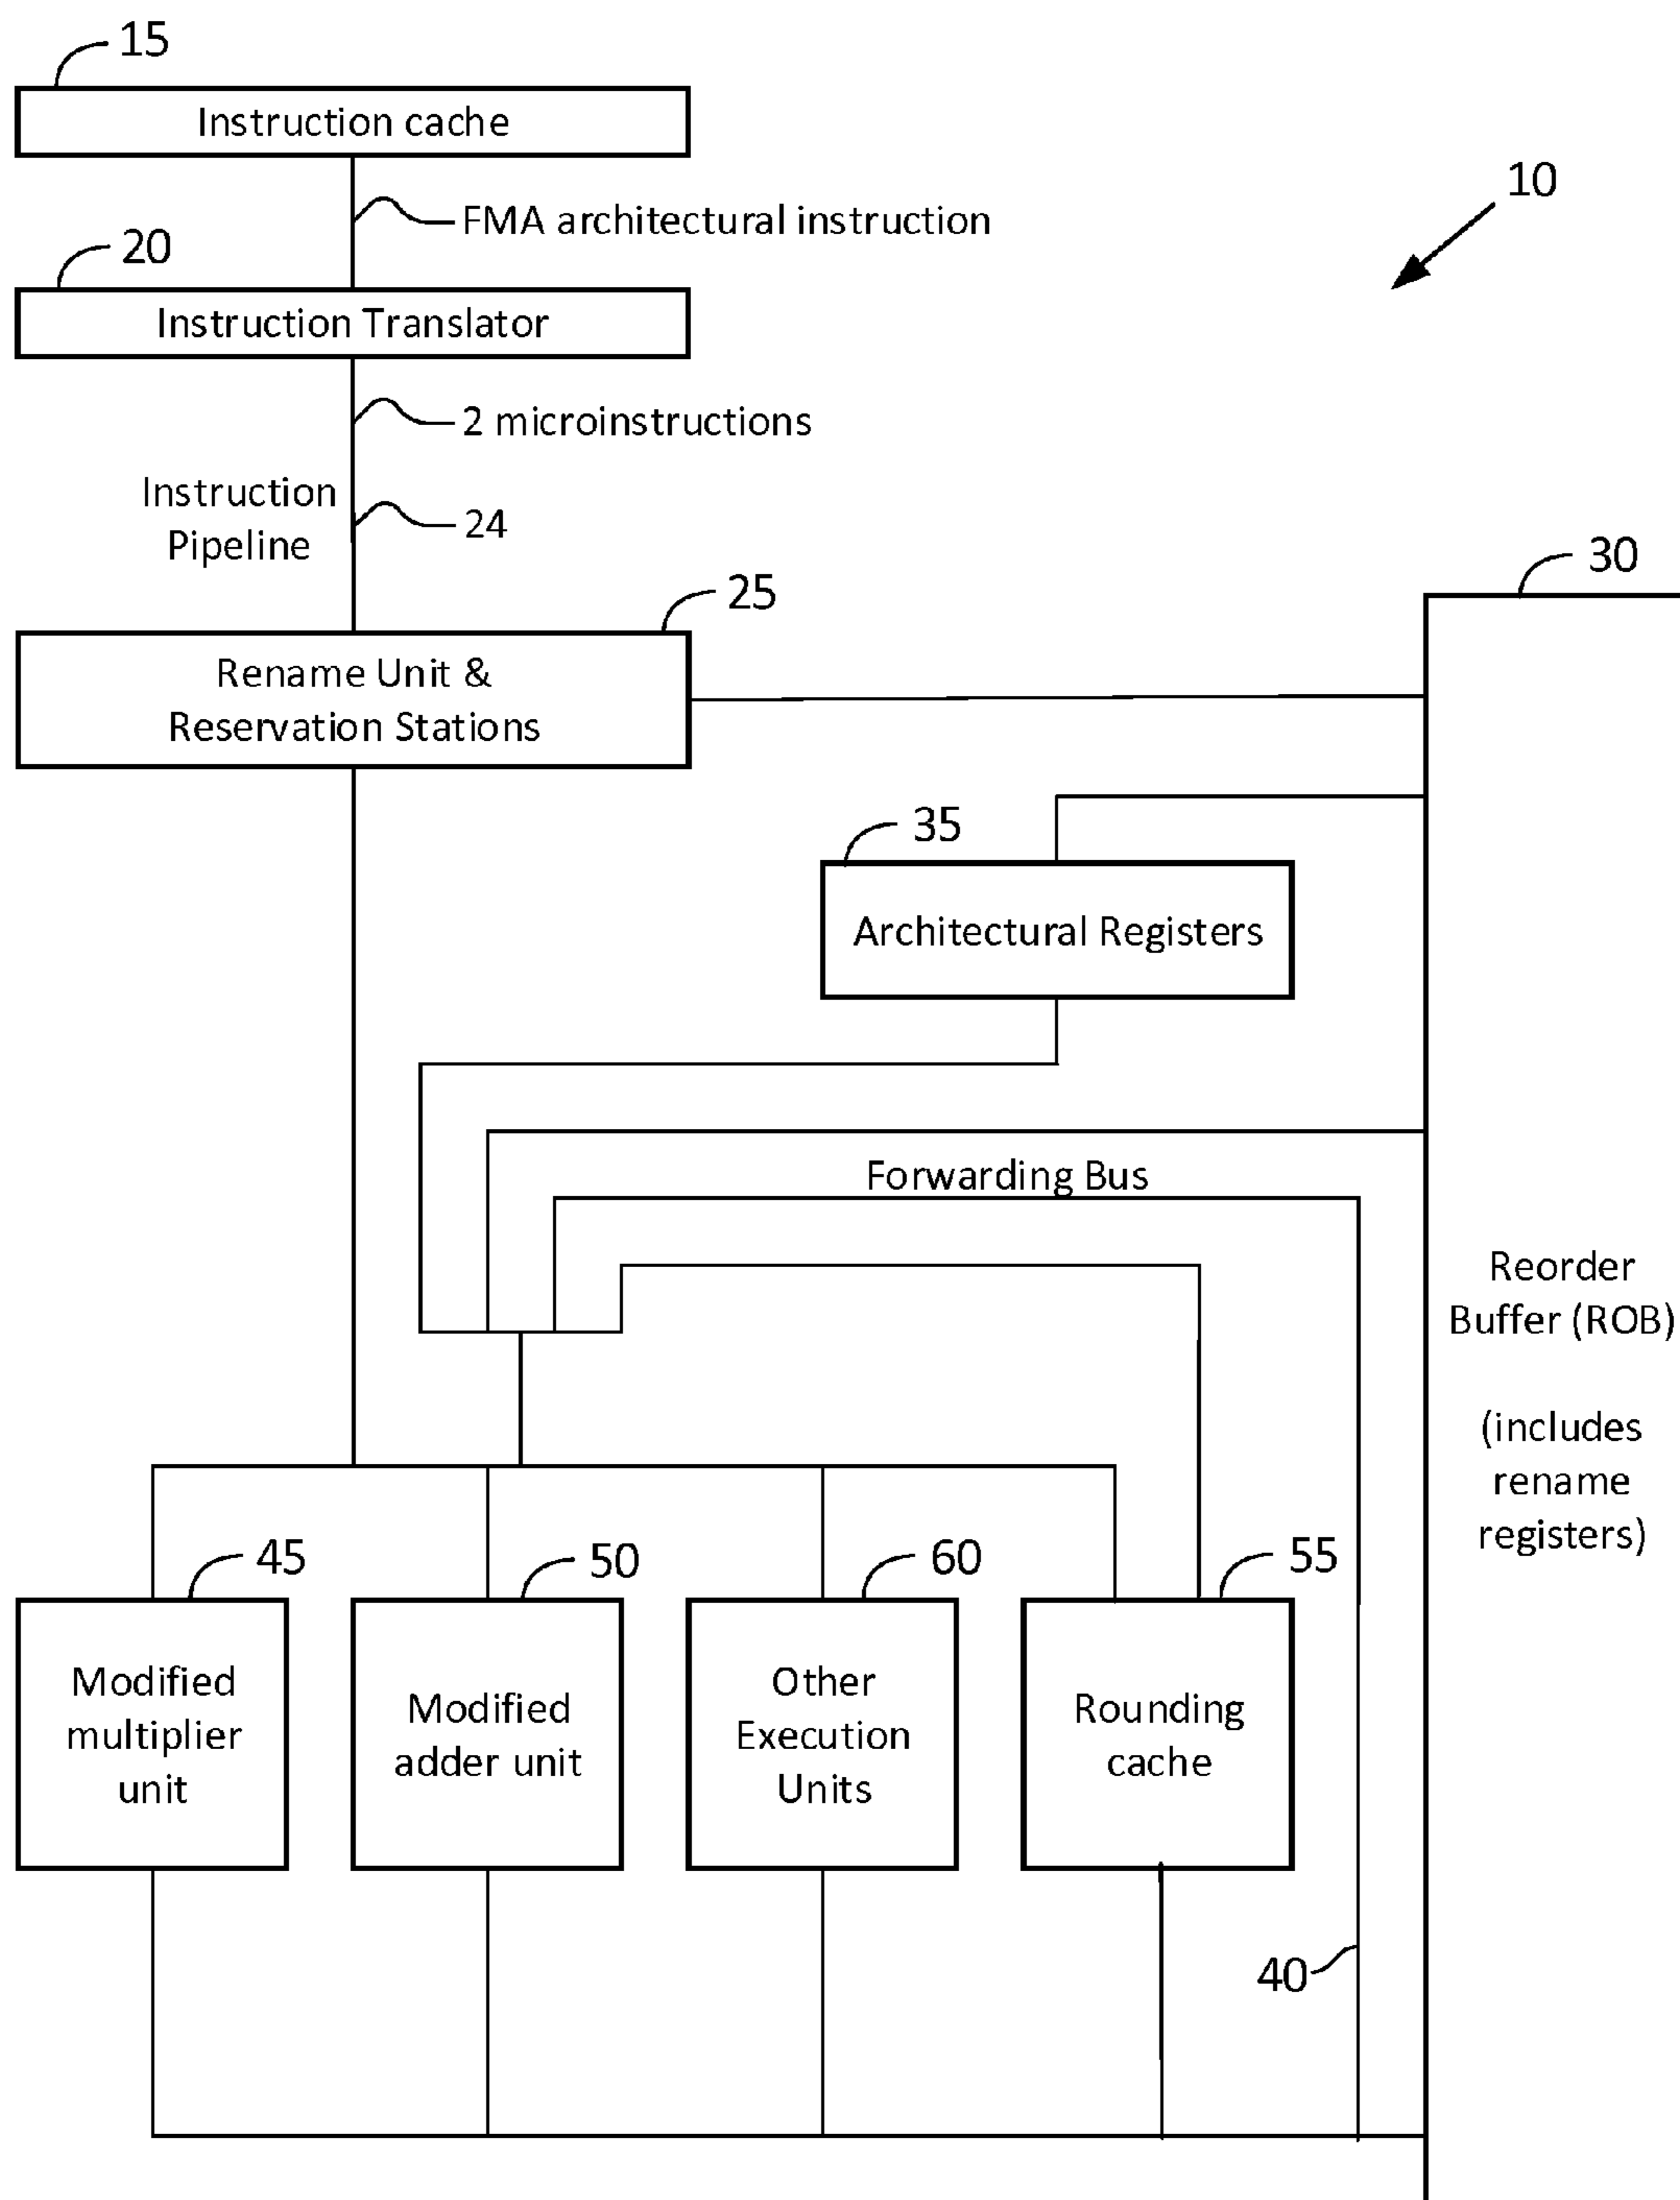 15
Instruction cache
10
FMA architectural instruction
20
Instruction Translator
2 microinstructions
Instruction
Pipeline
24
30
25
Rename Unit &
Reservation Stations
35
Architectural Registers
Forwarding Bus
Reorder
Buffer (ROB)
(includes
rename
registers)
45
50
60
55
Modified
multiplier
unit
Modified
adder unit
Other
Execution
Units
Rounding
cache
40